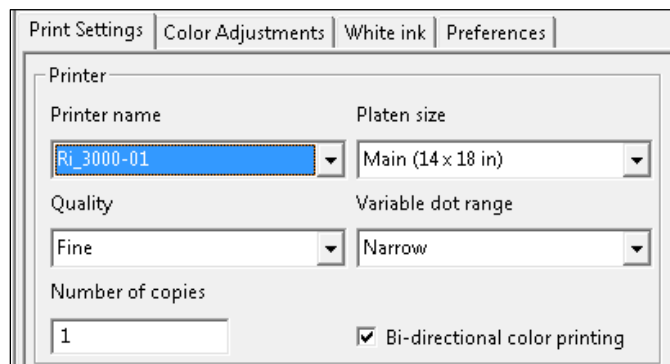 Print Settings Color Adjustments White ink Preferences
Printer
Printer name Platen size
Ri_3000-01 Main (14 x 18 in)
Quality Variable dot range
Fine Narrow
Number of copies
1 Bi-directional color printing